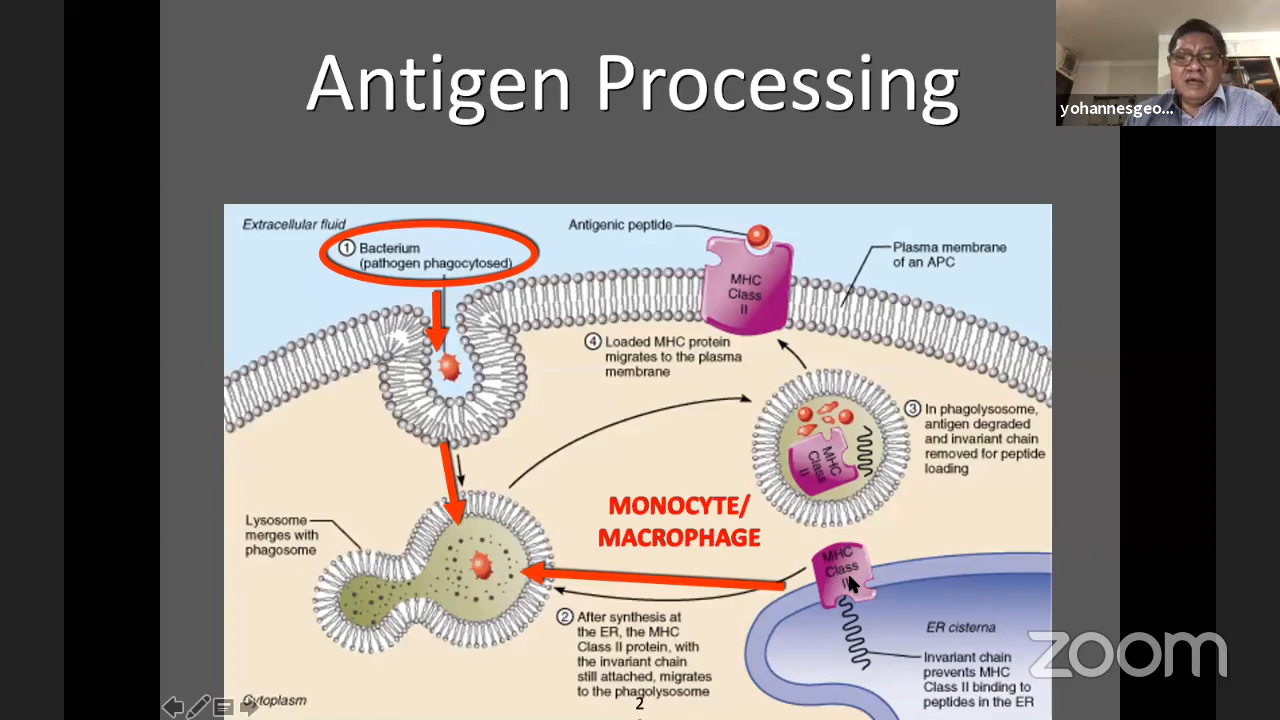 Antigen Processing
yohannesgeo...
Extracellular fluid
1 Bacterium
(pathogen phagocytosed)
Antigenic peptide
MHC
Class
II
Plasma membrane
of an APC
4 Loaded MHC protein
migrates to the plasma
membrane
MHC
Class
II
3 In phagolysosome,
antigen degraded
and invariant chain
removed for peptide
loading
MONOCYTE/
MACROPHAGE
Lysosome
merges with
phagosome
MHC
Class
II
2 After synthesis at
the ER, the MHC
Class II protein, with
the invariant chain
still attached, migrates
to the phagolysosome
ER cisterna
Invariant chain
prevents MHC
Class II binding to
peptides in the ER
zoom
Cytoplasm
2